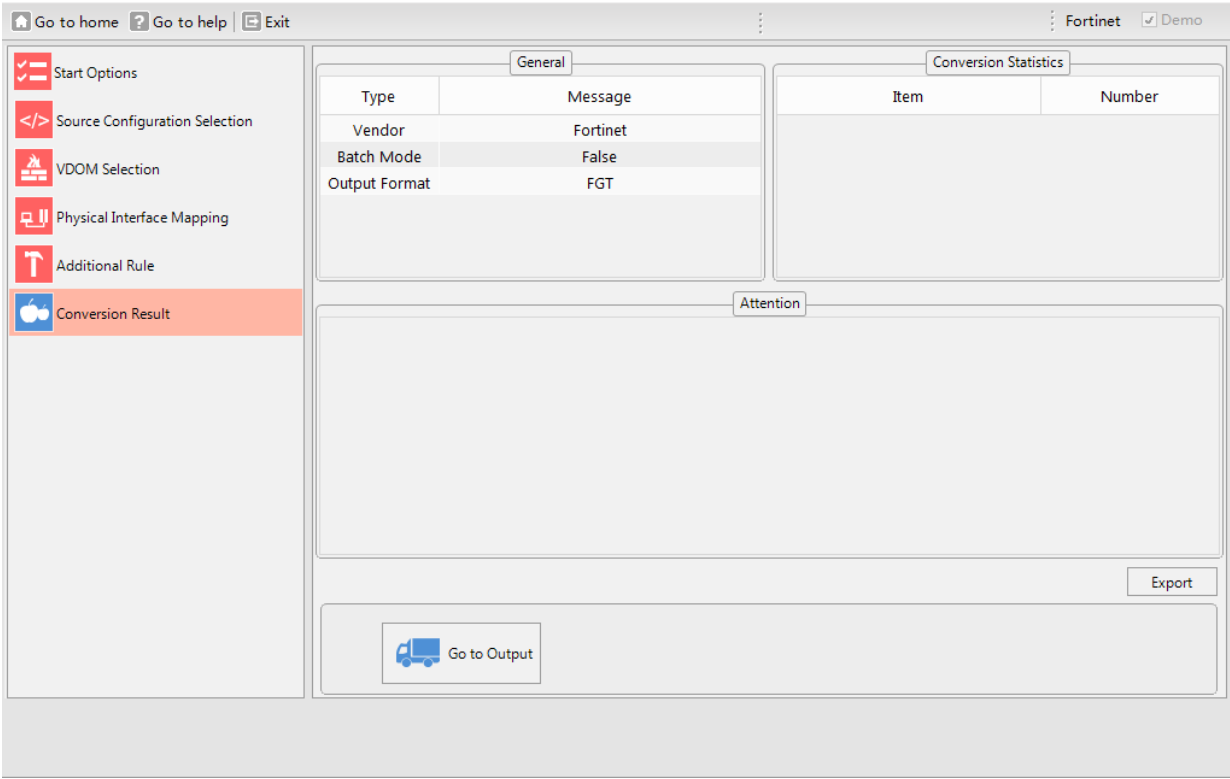 Go to home Go to help Exit Fortinet Demo
Start Options
Source Configuration Selection
VDOM Selection
Physical Interface Mapping
Additional Rule
Conversion Result
General
Type Message
Vendor Fortinet
Batch Mode False
Output Format FGT
Conversion Statistics
Item Number
Attention
Export
Go to Output